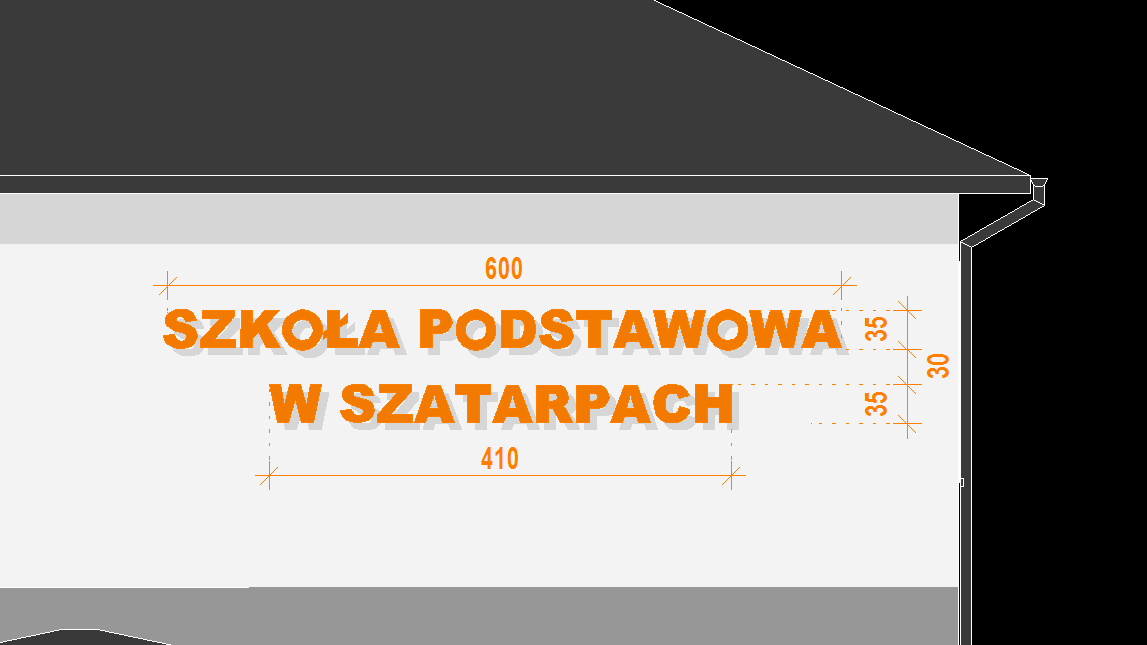 600
SZKOŁA PODSTAWOWA
35
30
W SZATARPACH
35
410